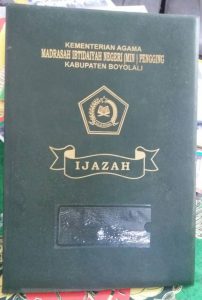 KEMENTERIAN AGAMA
MADRASAH IBTIDAIYAH NEGERI (MIN ) PENGGING
KABUPATEN BOYOLALI
IJAZAH